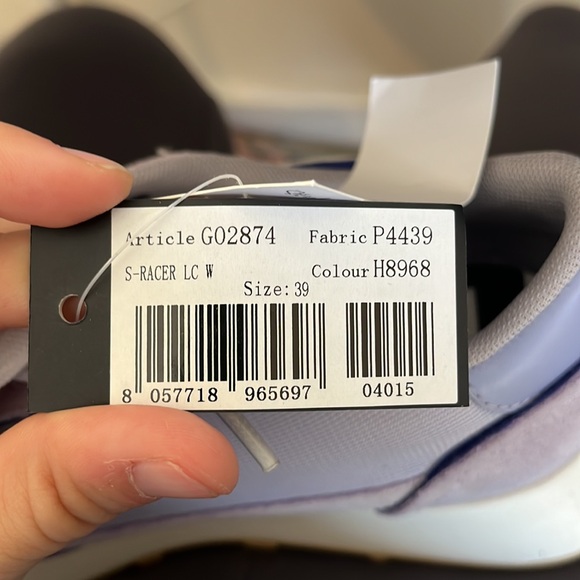 Article G02874 Fabric P4439
S-RACER LC W Colour H8968
Size: 39
8 057718 965697 04015